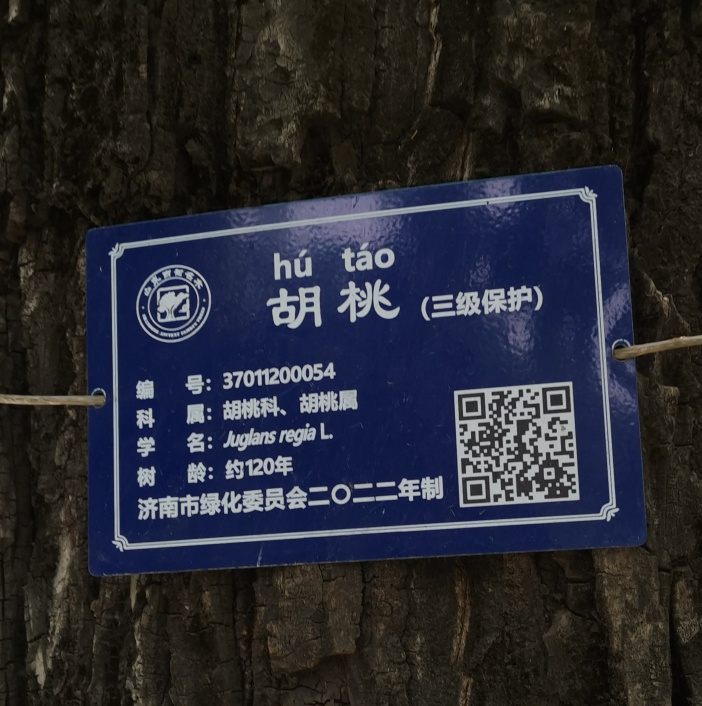 hú táo
胡桃 (三级保护)
编 号：37011200054
科 属：胡桃科、胡桃属
学 名：Juglans regia L.
树 龄：约120年
济南市绿化委员会二〇二二年制